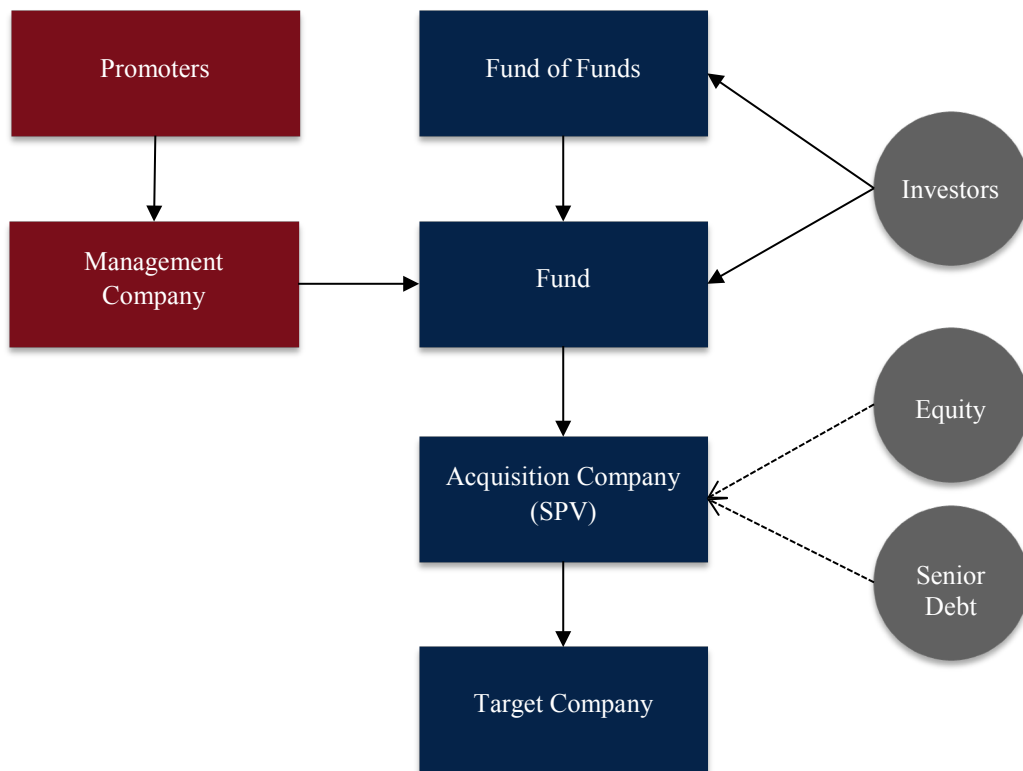 Promoters
Fund of Funds
Investors
Management
Company
Fund
Equity
Acquisition Company
(SPV)
Senior
Debt
Target Company